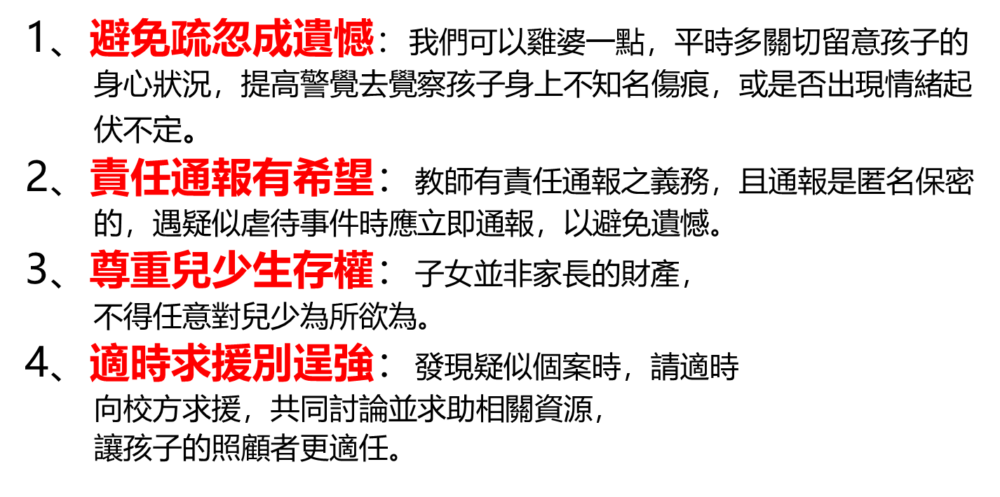 1、避免疏忽成遺憾：我們可以雞婆一點，平時多關切留意孩子的
身心狀況，提高警覺去覺察孩子身上不知名傷痕，或是否出現情緒起
伏不定。
2、責任通報有希望：教師有責任通報之義務，且通報是匿名保密
的，遇疑似虐待事件時應立即通報，以避免遺憾。
3、尊重兒少生存權：子女並非家長的財產，
不得任意對兒少為所欲為。
4、適時求援別逞強：發現疑似個案時，請適時
向校方求援，共同討論並求助相關資源，
讓孩子的照顧者更適任。